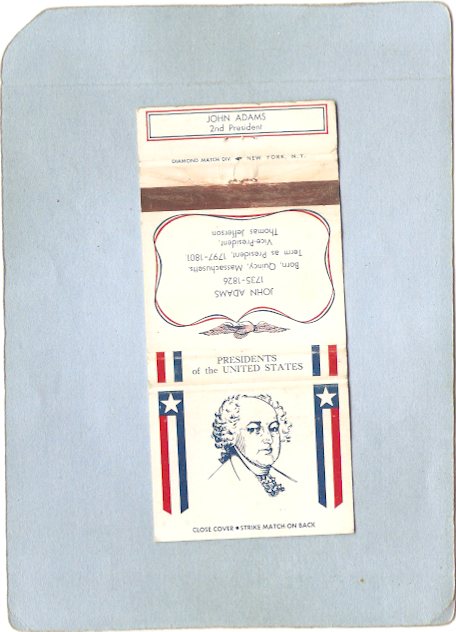 JOHN ADAMS
2nd President
DIAMOND MATCH DIV. NEW YORK, N.Y.
JOHN ADAMS
1735-1826
Born, Quincy, Massachusetts
Term as President, 1797-1801
Vice-President,
Thomas Jefferson
PRESIDENTS
of the UNITED STATES
CLOSE COVER ★ STRIKE MATCH ON BACK